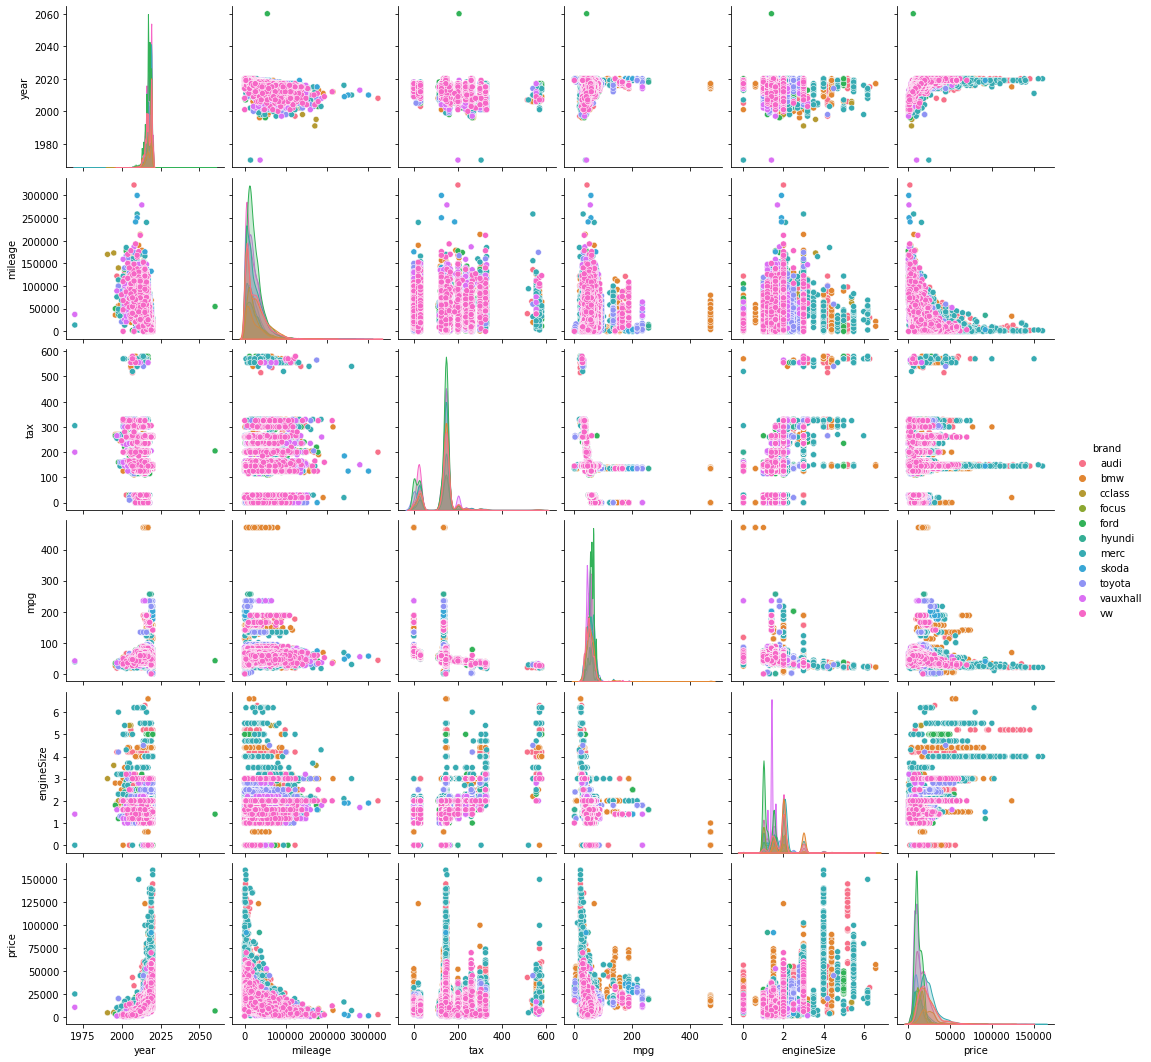 2060
2040
2020
2000
1980
year
300000
250000
200000
150000
100000
50000
0
mileage
600
500
400
300
200
100
0
tax
400
300
200
100
0
mpg
6
5
4
3
2
1
0
engineSize
150000
125000
100000
75000
50000
25000
0
price
1975 2000 2025 2050
year
0 100000 200000 300000
mileage
0 200 400 600
tax
0 200 400
mpg
0 2 4 6
engineSize
0 50000 100000 150000
price
brand
audi
bmw
cclass
focus
ford
hyundi
merc
skoda
toyota
vauxhall
vw